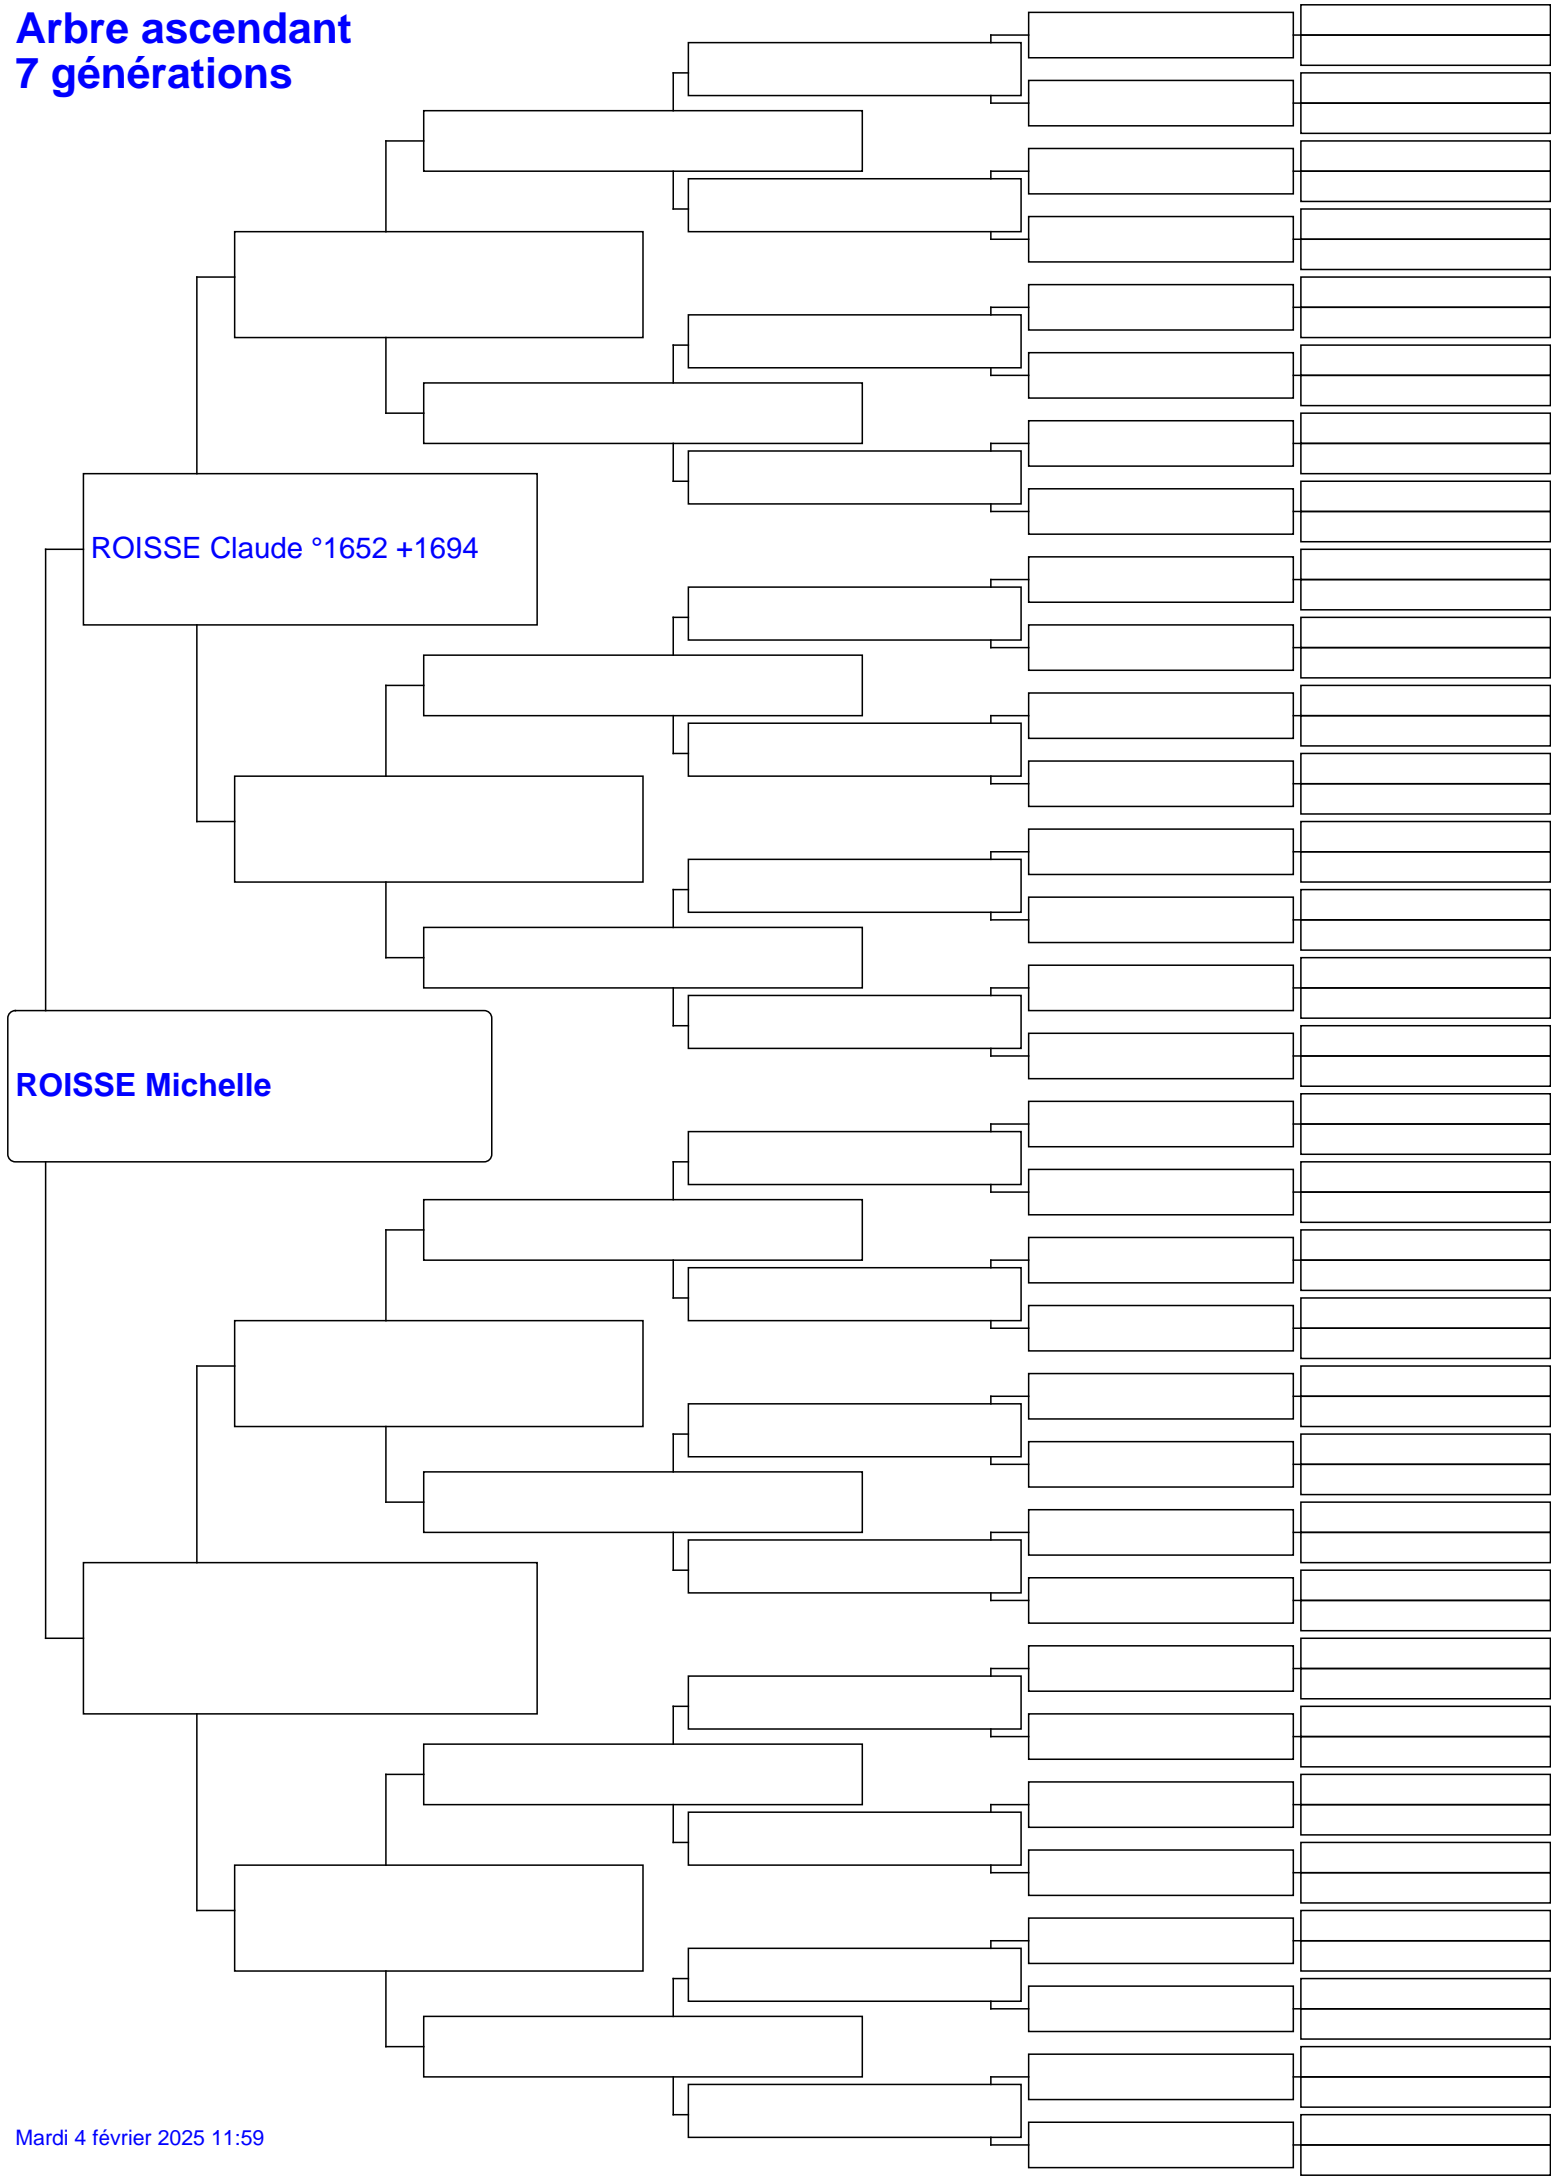 Arbre ascendant
7 générations
ROISSE Claude °1652 +1694
ROISSE Michelle
Mardi 4 février 2025 11:59